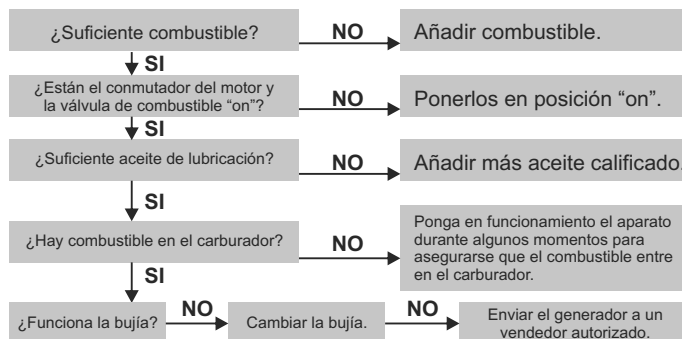 ¿Suficiente combustible?
NO
Añadir combustible.
SI
¿Están el conmutador del motor y
la válvula de combustible “on”?
NO
Ponerlos en posición “on”.
SI
¿Suficiente aceite de lubricación?
NO
Añadir más aceite calificado.
SI
¿Hay combustible en el carburador?
NO
Ponga en funcionamiento el aparato
durante algunos momentos para
asegurarse que el combustible entre
en el carburador.
SI
¿Funciona la bujía?
NO
Cambiar la bujía.
NO
Enviar el generador a un
vendedor autorizado.